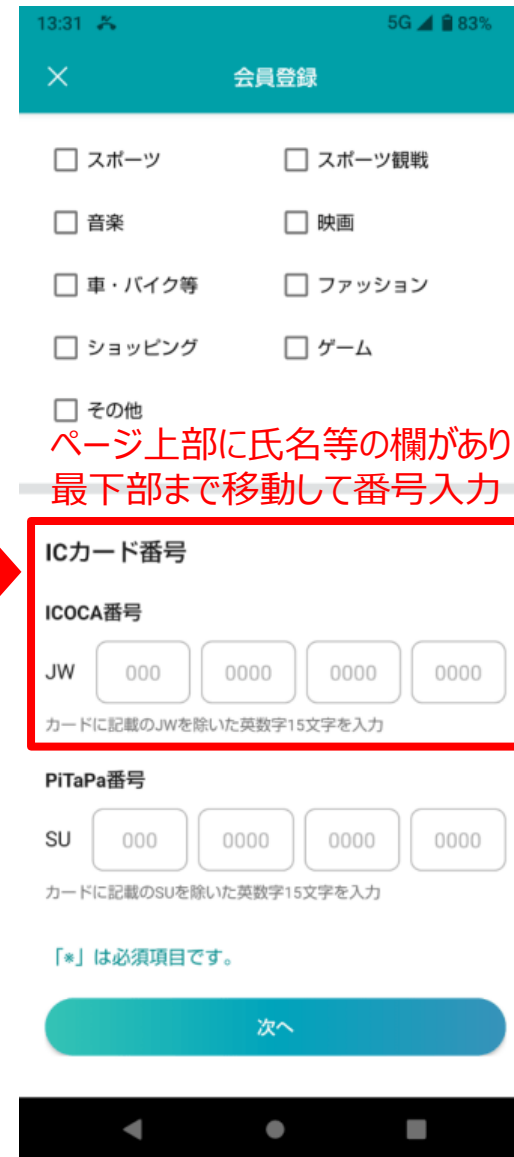 13:31 5G 83%
会員登録
スポーツ スポーツ観戦
音楽 映画
車・バイク等 ファッション
ショッピング ゲーム
その他
ページ上部に氏名等の欄があり
最下部まで移動して番号入力
ICカード番号
ICOCA番号
JW 000 0000 0000 0000
カードに記載のJWを除いた英数字15文字を入力
PiTaPa番号
SU 000 0000 0000 0000
カードに記載のSUを除いた英数字15文字を入力
「*」は必須項目です。
次へ